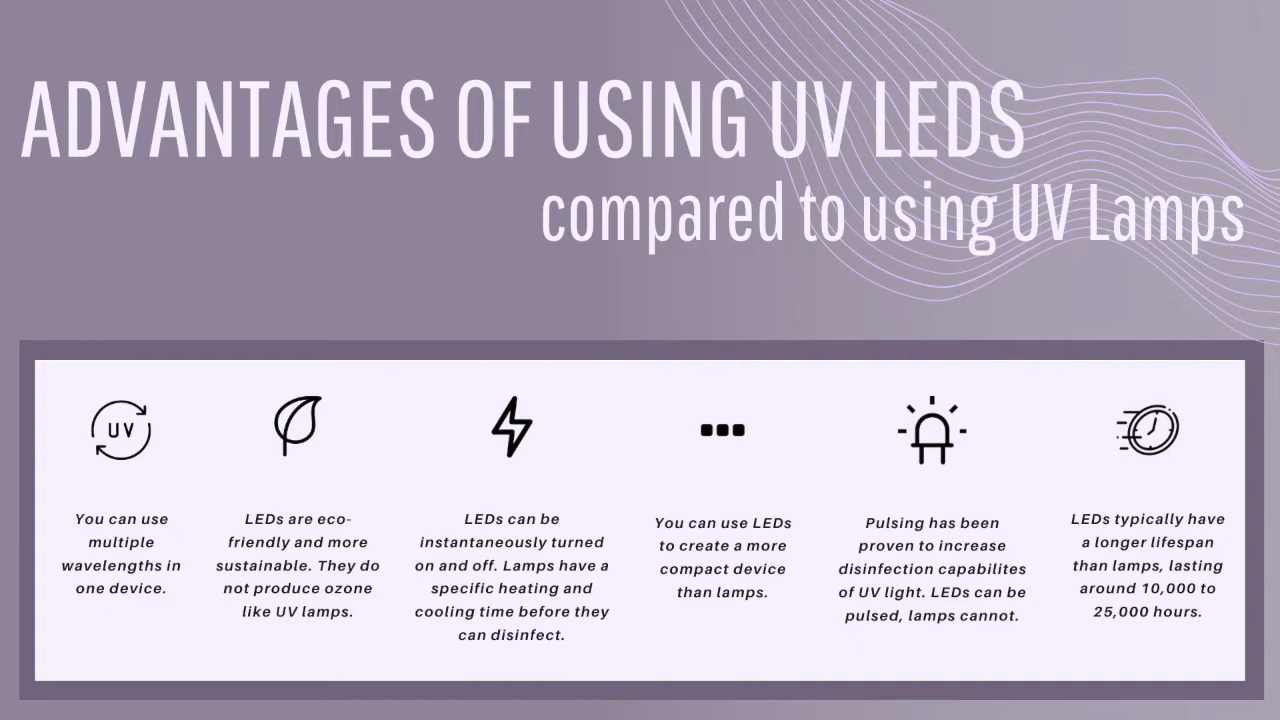 ADVANTAGES OF USING UV LEDS
compared to using UV Lamps
UV
You can use
multiple
wavelengths in
one device.
LEDs are eco-
friendly and more
sustainable. They do
not produce ozone
like UV lamps.
LEDs can be
instantaneously turned
on and off. Lamps have a
specific heating and
cooling time before they
can disinfect.
You can use LEDs
to create a more
compact device
than lamps.
Pulsing has been
proven to increase
disinfection capabilites
of UV light. LEDs can be
pulsed, lamps cannot.
LEDs typically have
a longer lifespan
than lamps, lasting
around 10,000 to
25,000 hours.